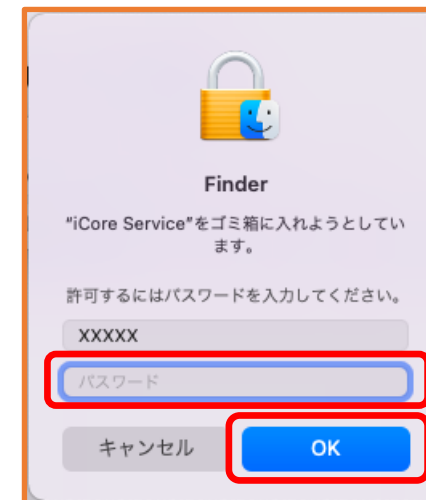 Finder
"iCore Service"をゴミ箱に入れようとしてい
ます。
許可するにはパスワードを入力してください。
XXXXX
パスワード
キャンセル
OK